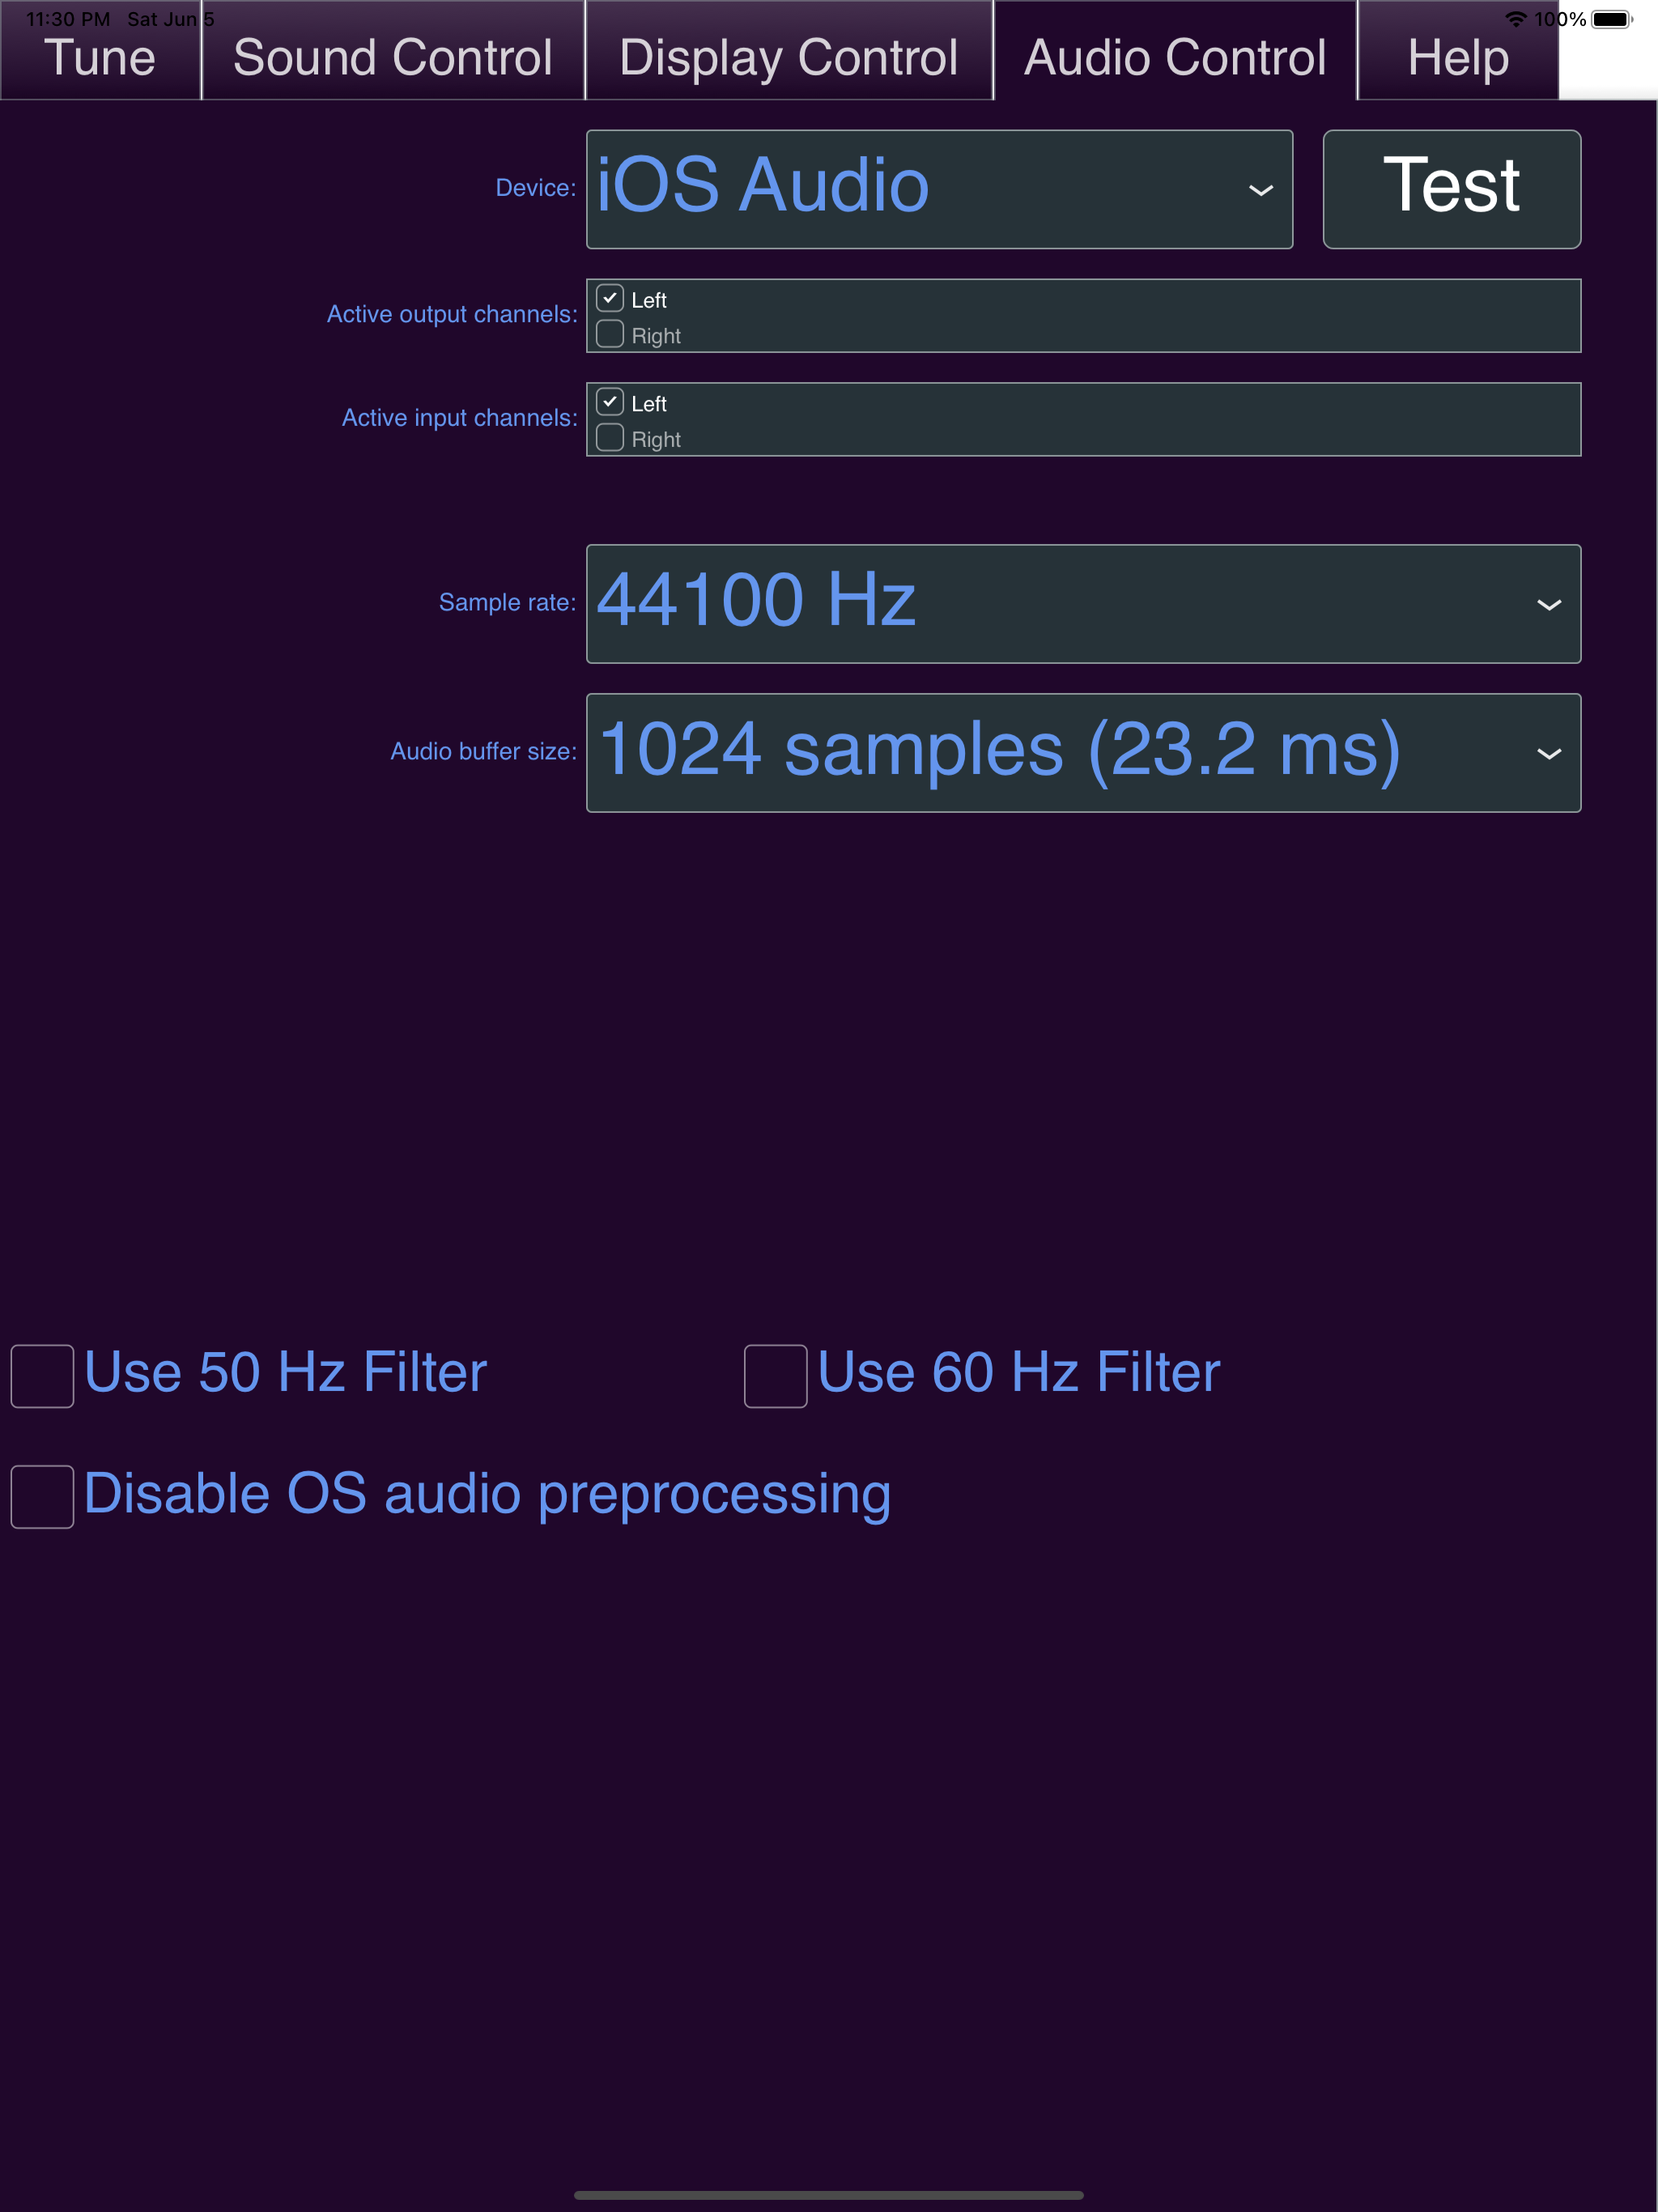 11:30 PM Sat Jun 5 100%
Tune Sound Control Display Control Audio Control Help
Device: iOS Audio Test
Active output channels: Left
Right
Active input channels: Left
Right
Sample rate: 44100 Hz
Audio buffer size: 1024 samples (23.2 ms)
Use 50 Hz Filter Use 60 Hz Filter
Disable OS audio preprocessing